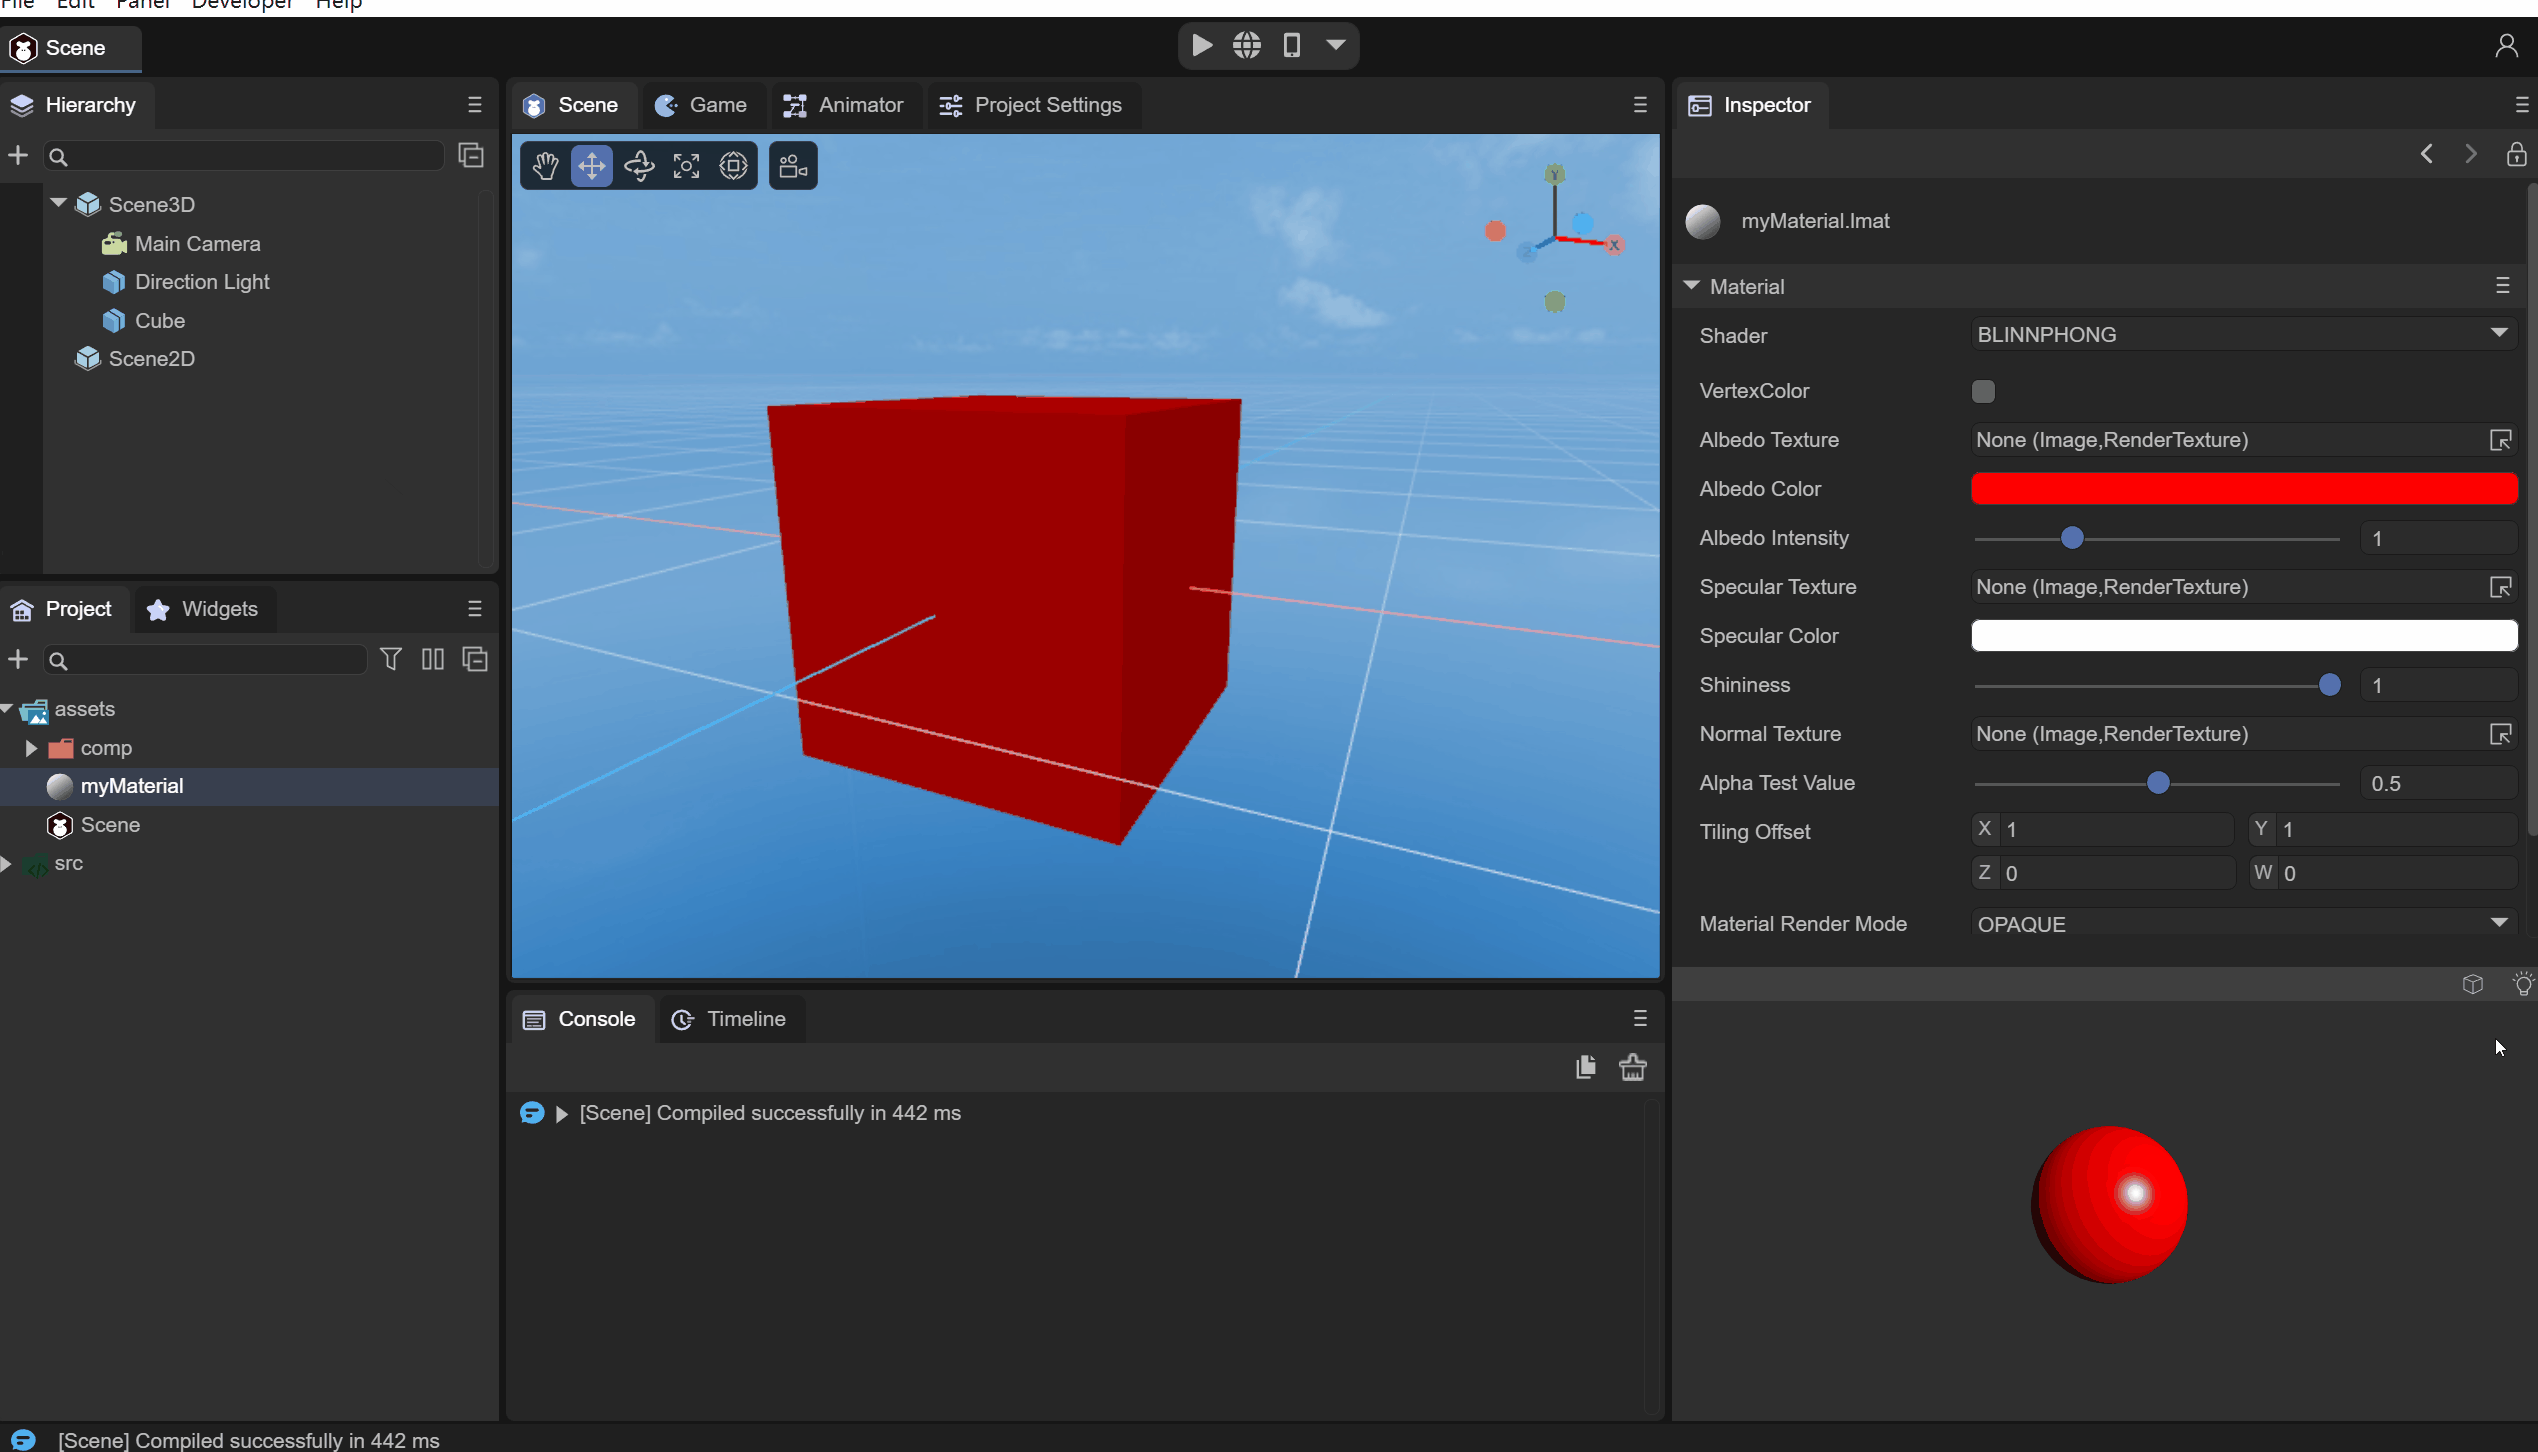 File Edit Panel Developer Help
Scene
Hierarchy
Scene3D
Main Camera
Direction Light
Cube
Scene2D
Project Widgets
assets
comp
myMaterial
Scene
src
Scene Game Animator Project Settings
Y
X
Z
Console Timeline
[Scene] Compiled successfully in 442 ms
Inspector
myMaterial.lmat
Material
Shader BLINNPHONG
VertexColor
Albedo Texture None (Image,RenderTexture)
Albedo Color
Albedo Intensity 1
Specular Texture None (Image,RenderTexture)
Specular Color
Shininess 1
Normal Texture None (Image,RenderTexture)
Alpha Test Value 0.5
Tiling Offset X 1 Y 1
Z 0 W 0
Material Render Mode OPAQUE
[Scene] Compiled successfully in 442 ms